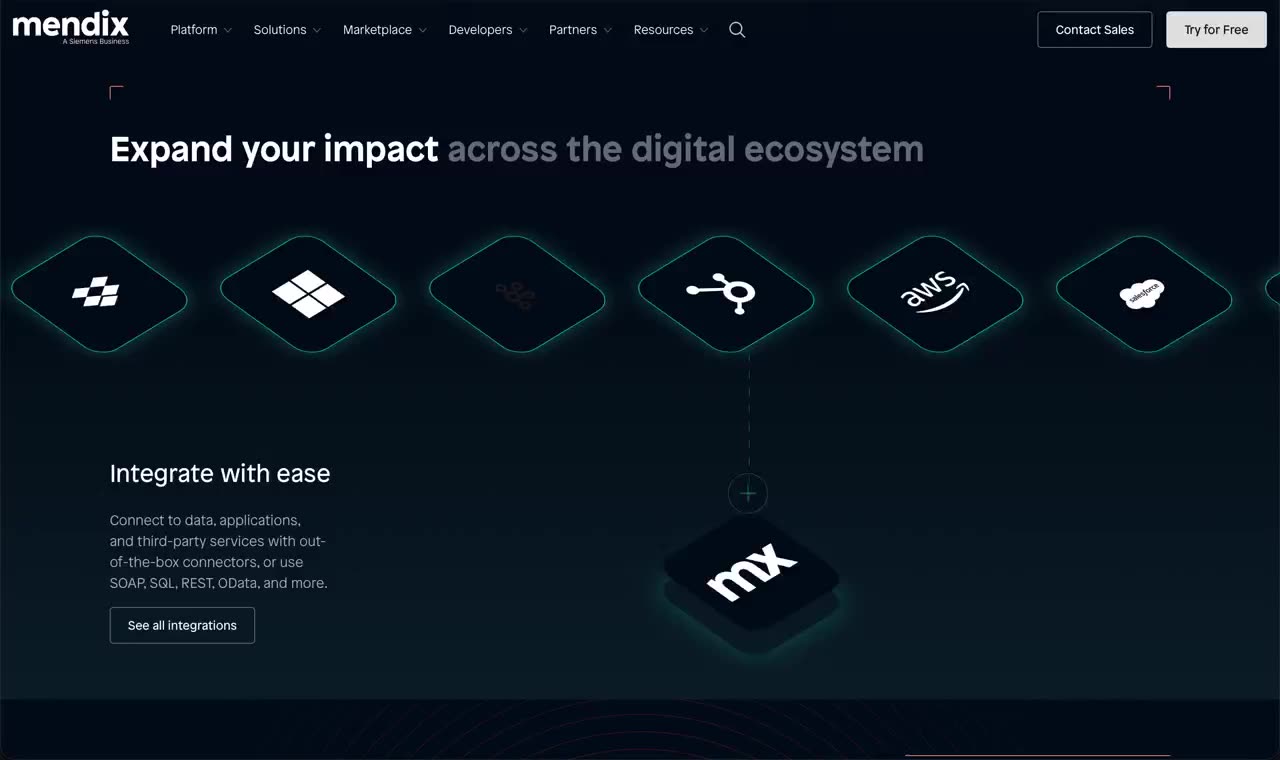 mendix
A Siemens Business
Platform
Solutions
Marketplace
Developers
Partners
Resources
Contact Sales
Try for Free
Expand your impact across the digital ecosystem
aws
salesforce
Integrate with ease
Connect to data, applications,
and third-party services with out-
of-the-box connectors, or use
SOAP, SQL, REST, OData, and more.
See all integrations
mx